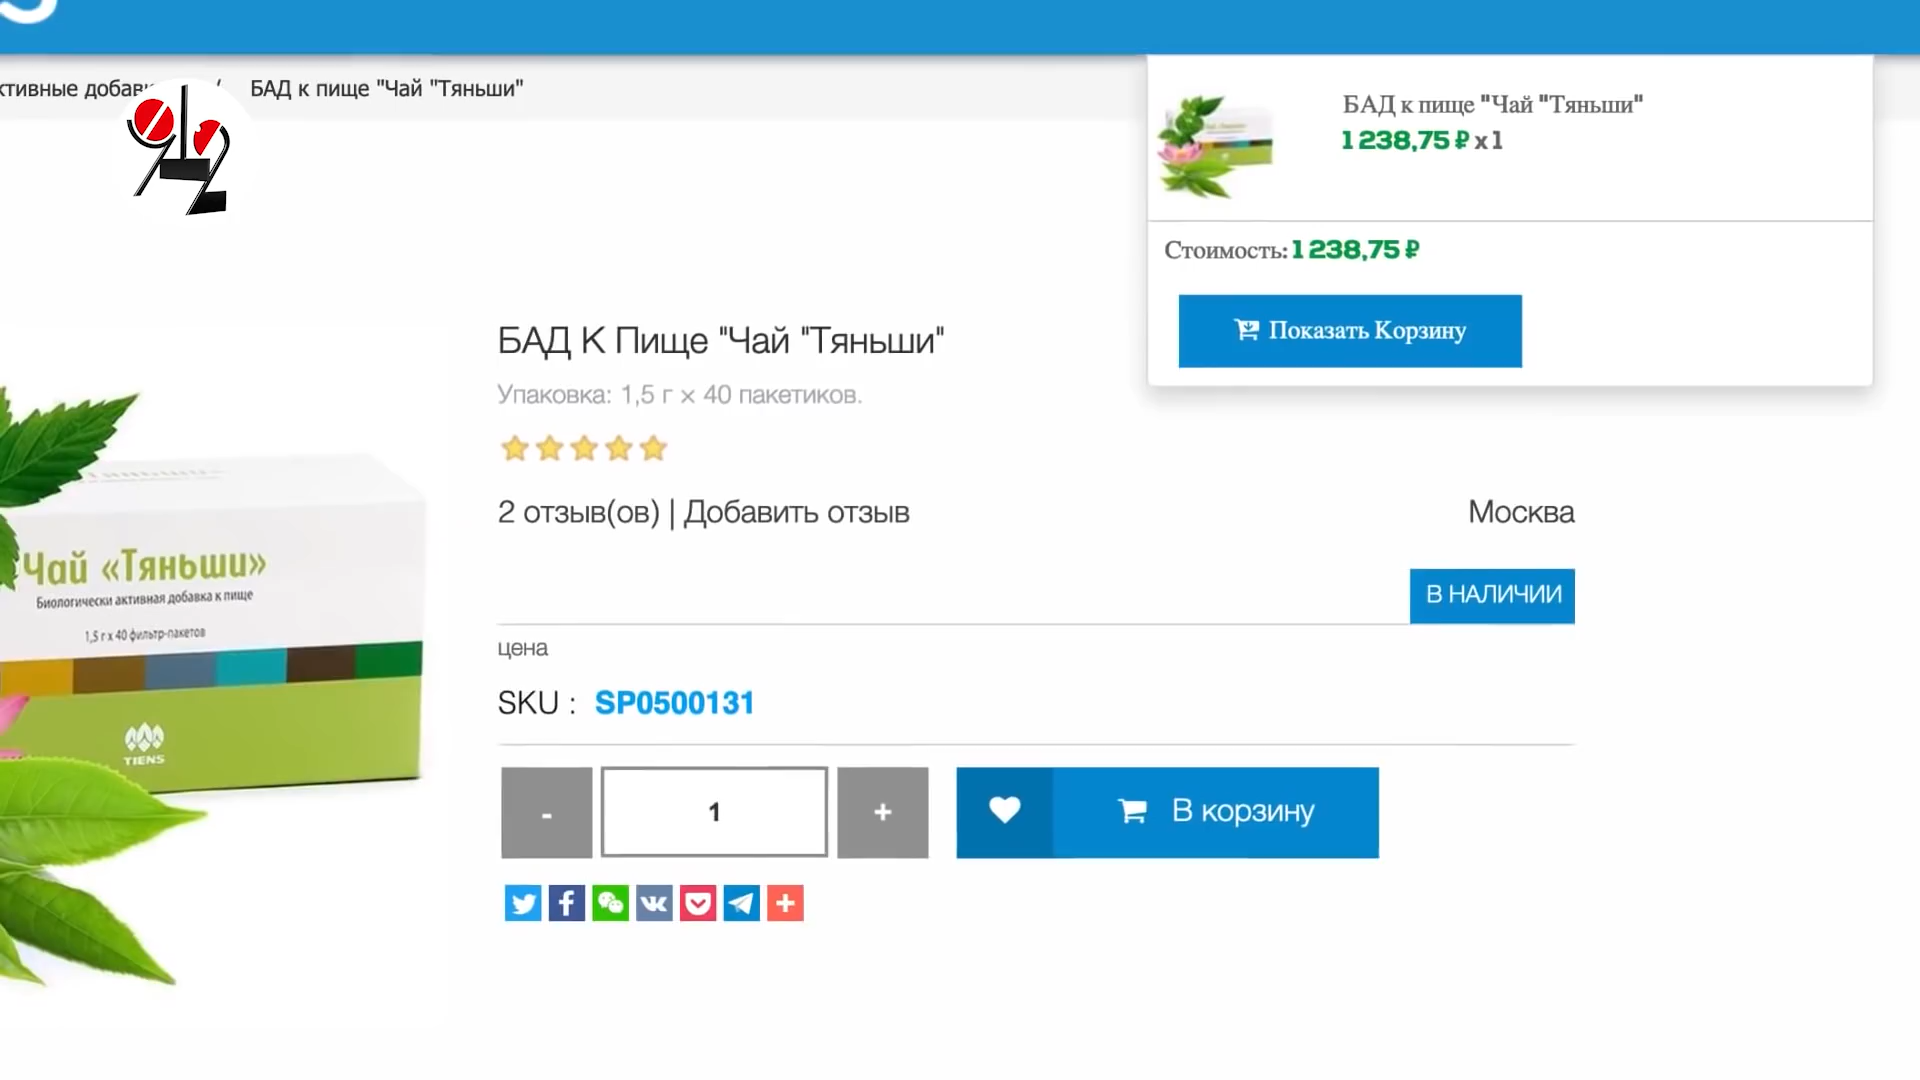 БАД к пище "Чай "Тяньши"
БАД к пище "Чай "Тяньши"
1 238,75 ₽ x 1
Стоимость: 1 238,75 ₽
Показать Корзину
БАД К Пище "Чай "Тяньши"
Упаковка: 1,5 г × 40 пакетиков.
2 отзыв(ов) | Добавить отзыв
Москва
В НАЛИЧИИ
цена
SKU : SP0500131
- 1 +
В корзину
Чай «Тяньши»
Биологически активная добавка к пище
1,5 г х 40 фильтр-пакетов
TIENS